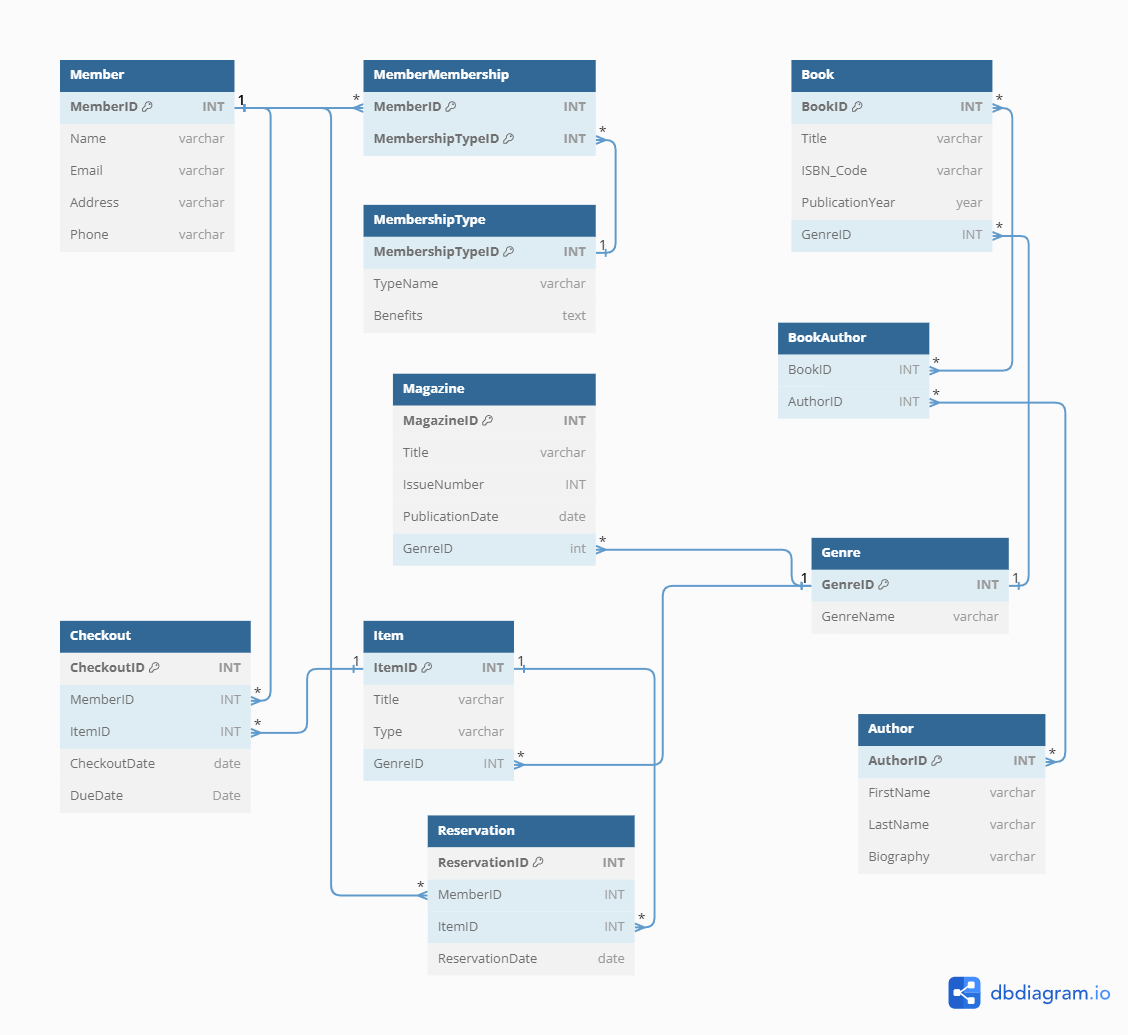 Member
MemberID INT
Name varchar
Email varchar
Address varchar
Phone varchar
1
*
MemberMembership
MemberID INT
MembershipTypeID INT
*
MembershipType
MembershipTypeID INT
TypeName varchar
Benefits text
1
Magazine
MagazineID INT
Title varchar
IssueNumber INT
PublicationDate date
GenreID int
*
Book
BookID INT
Title varchar
ISBN_Code varchar
PublicationYear year
GenreID INT
*
*
BookAuthor
BookID INT
AuthorID INT
*
*
Genre
GenreID INT
GenreName varchar
1
1
Checkout
CheckoutID INT
MemberID INT
ItemID INT
CheckoutDate date
DueDate Date
*
*
Item
ItemID INT
Title varchar
Type varchar
GenreID INT
1
1
*
Author
AuthorID INT
FirstName varchar
LastName varchar
Biography varchar
*
Reservation
ReservationID INT
MemberID INT
ItemID INT
ReservationDate date
*
*
dbdiagram.io